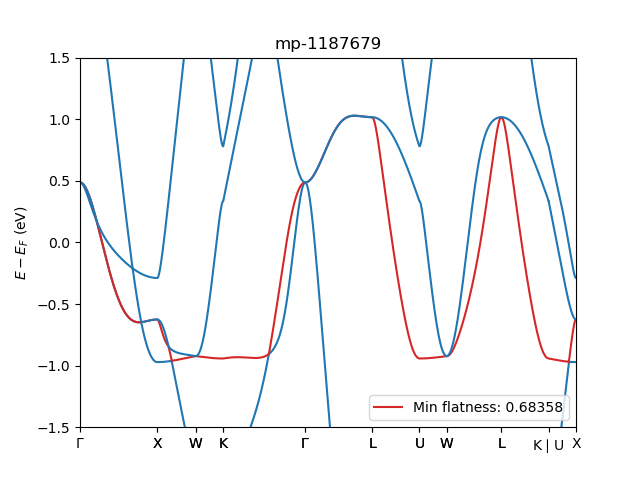 mp-1187679
E − E_F (eV)
1.5
1.0
0.5
0.0
−0.5
−1.0
−1.5
Min flatness: 0.68358
Γ X W K Γ L U W L K | U X